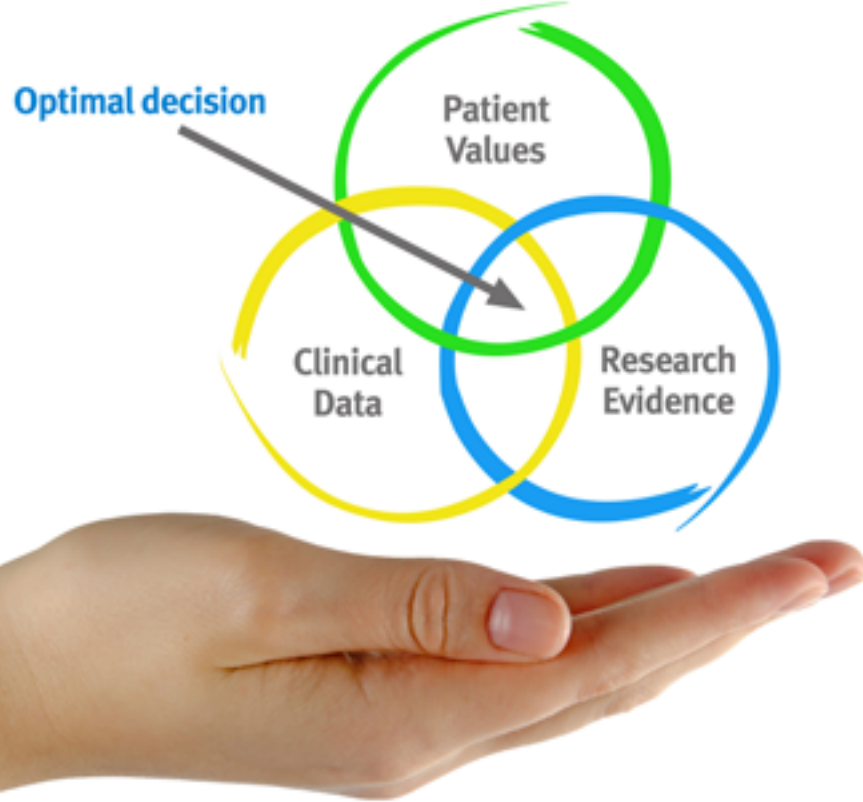 Optimal decision
Patient
Values
Clinical
Data
Research
Evidence